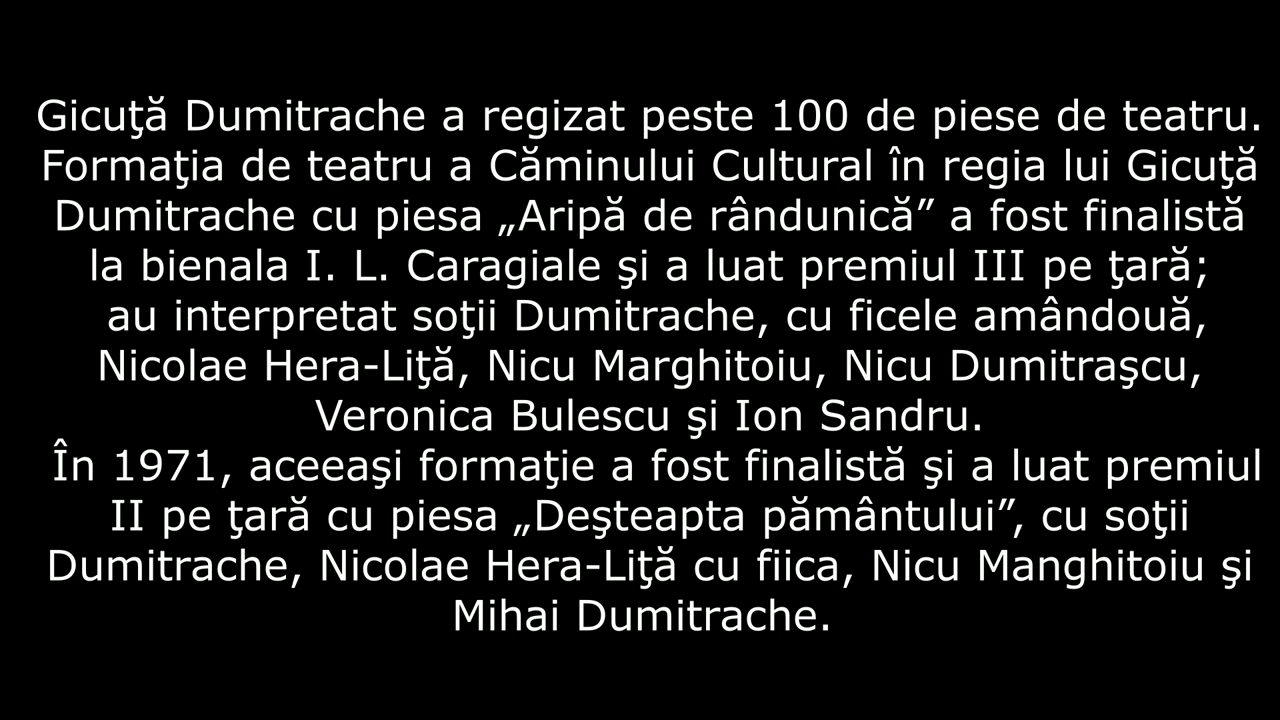 Gicuţă Dumitrache a regizat peste 100 de piese de teatru.
Formaţia de teatru a Căminului Cultural în regia lui Gicuţă
Dumitrache cu piesa „Aripă de rândunică” a fost finalistă
la bienala I. L. Caragiale şi a luat premiul III pe ţară;
au interpretat soţii Dumitrache, cu ficele amândouă,
Nicolae Hera-Liţă, Nicu Marghitoiu, Nicu Dumitraşcu,
Veronica Bulescu şi Ion Sandru.
În 1971, aceeaşi formaţie a fost finalistă şi a luat premiul
II pe ţară cu piesa „Deşteapta pământului”, cu soţii
Dumitrache, Nicolae Hera-Liţă cu fiica, Nicu Manghitoiu şi
Mihai Dumitrache.